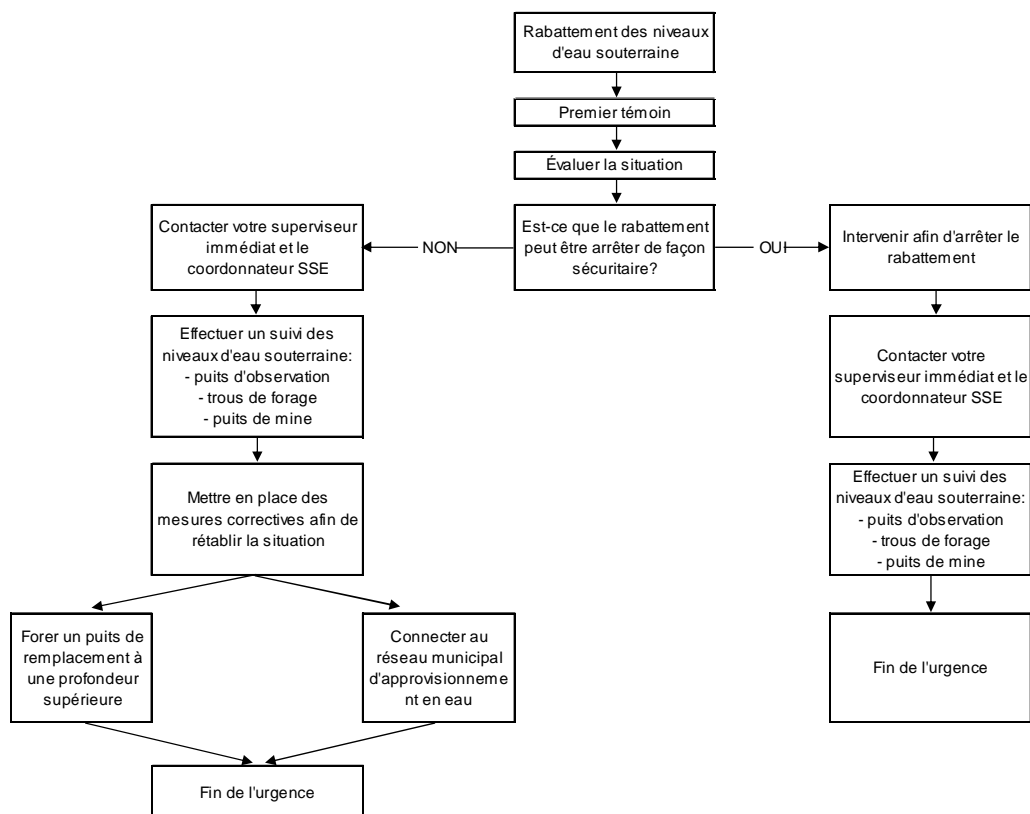 Rabattement des niveaux
d'eau souterraine
Premier témoin
Évaluer la situation
Est-ce que le rabattement
peut être arrêter de façon
sécuritaire?
NON
OUI
Contacter votre superviseur
immédiat et le
coordonnateur SSE
Effectuer un suivi des
niveaux d'eau souterraine:
- puits d'observation
- trous de forage
- puits de mine
Mettre en place des
mesures correctives afin de
rétablir la situation
Forer un puits de
remplacement à
une profondeur
supérieure
Connecter au
réseau municipal
d'approvisionneme
nt en eau
Fin de l'urgence
Intervenir afin d'arrêter le
rabattement
Contacter votre
superviseur immédiat et le
coordonnateur SSE
Effectuer un suivi des
niveaux d'eau souterraine:
- puits d'observation
- trous de forage
- puits de mine
Fin de l'urgence